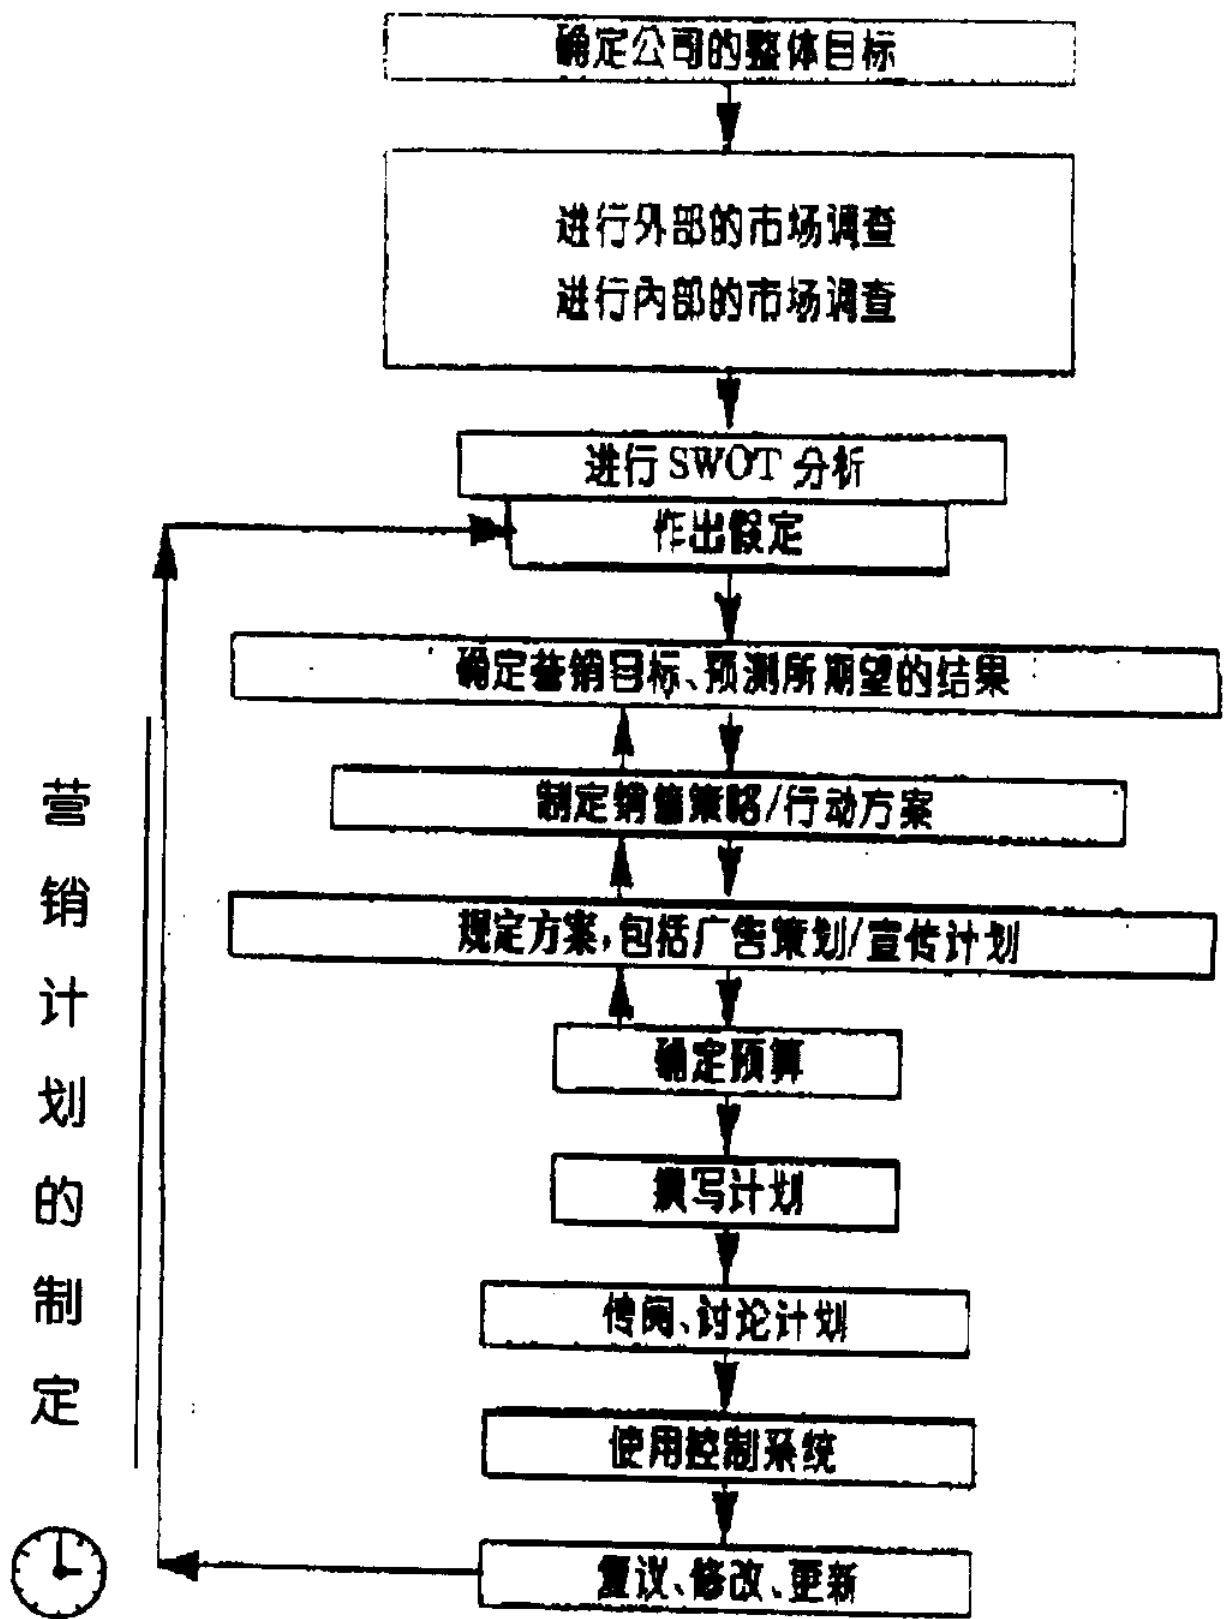 确定公司的整体目标
进行外部的市场调查
进行内部的市场调查
进行 SWOT 分析
作出假定
确定营销目标、预测所期望的结果
制定销售策略/行动方案
规定方案,包括广告策划/宣传计划
确定预算
撰写计划
传阅、讨论计划
使用控制系统
复议、修改、更新
营销计划的制定